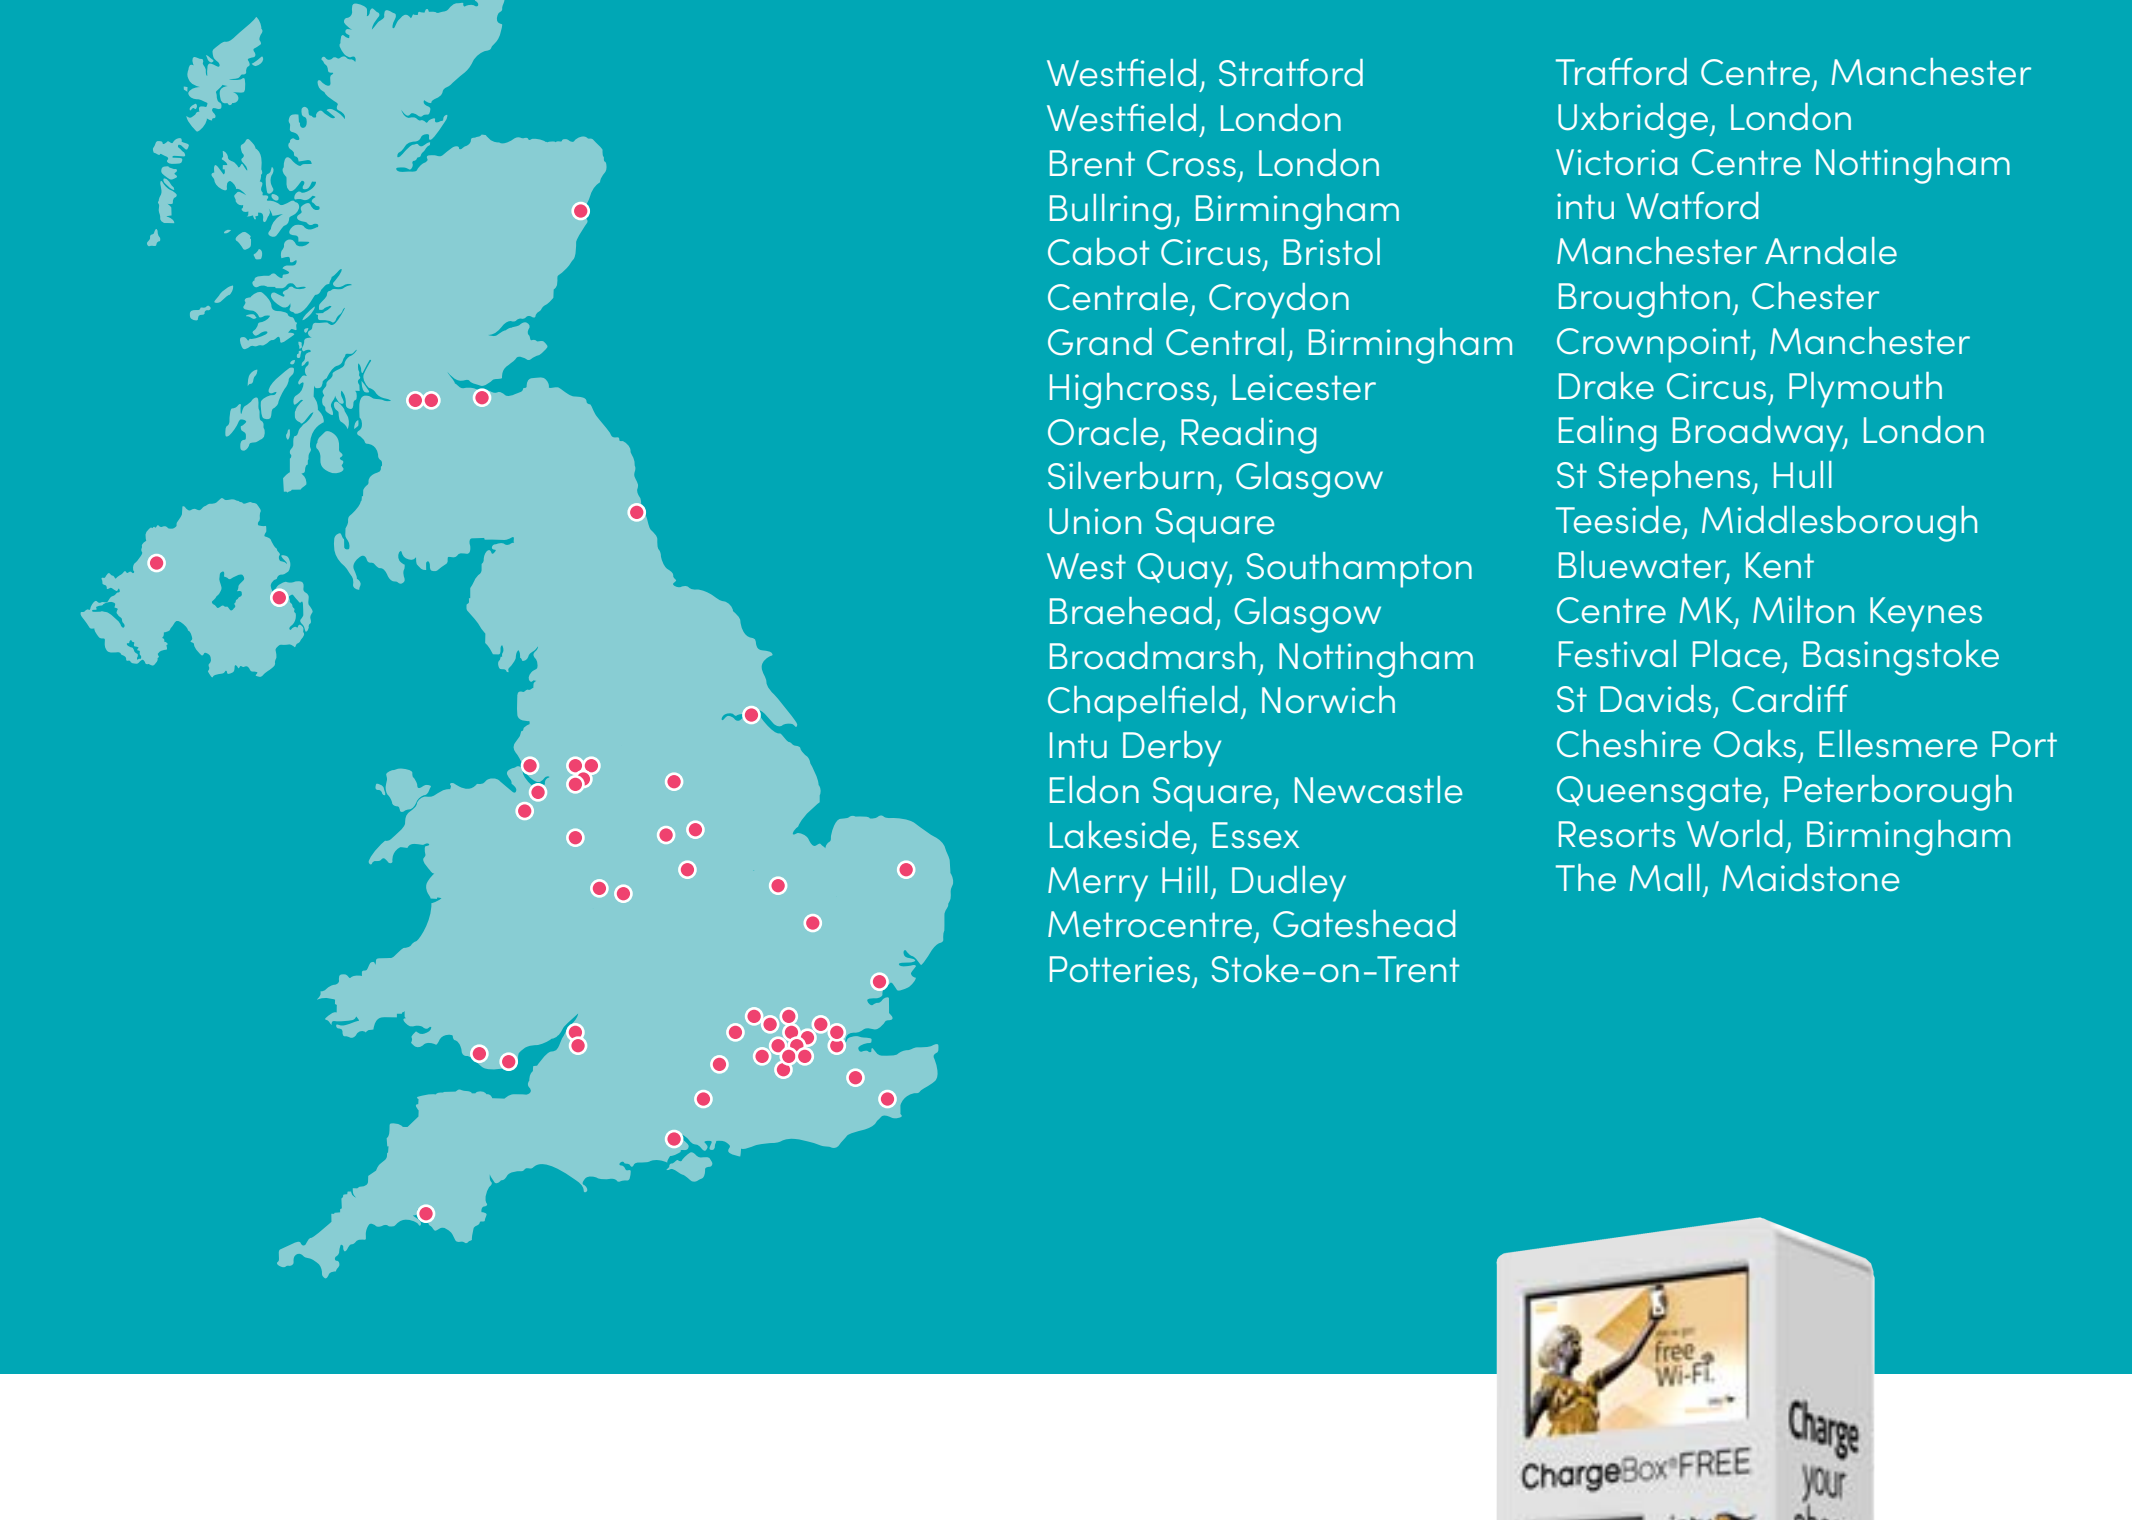 Westfield, Stratford
Westfield, London
Brent Cross, London
Bullring, Birmingham
Cabot Circus, Bristol
Centrale, Croydon
Grand Central, Birmingham
Highcross, Leicester
Oracle, Reading
Silverburn, Glasgow
Union Square
West Quay, Southampton
Braehead, Glasgow
Broadmarsh, Nottingham
Chapelfield, Norwich
Intu Derby
Eldon Square, Newcastle
Lakeside, Essex
Merry Hill, Dudley
Metrocentre, Gateshead
Potteries, Stoke-on-Trent
Trafford Centre, Manchester
Uxbridge, London
Victoria Centre Nottingham
intu Watford
Manchester Arndale
Broughton, Chester
Crownpoint, Manchester
Drake Circus, Plymouth
Ealing Broadway, London
St Stephens, Hull
Teeside, Middlesborough
Bluewater, Kent
Centre MK, Milton Keynes
Festival Place, Basingstoke
St Davids, Cardiff
Cheshire Oaks, Ellesmere Port
Queensgate, Peterborough
Resorts World, Birmingham
The Mall, Maidstone
free
Wi-Fi.
ChargeBox®FREE
Charge
your